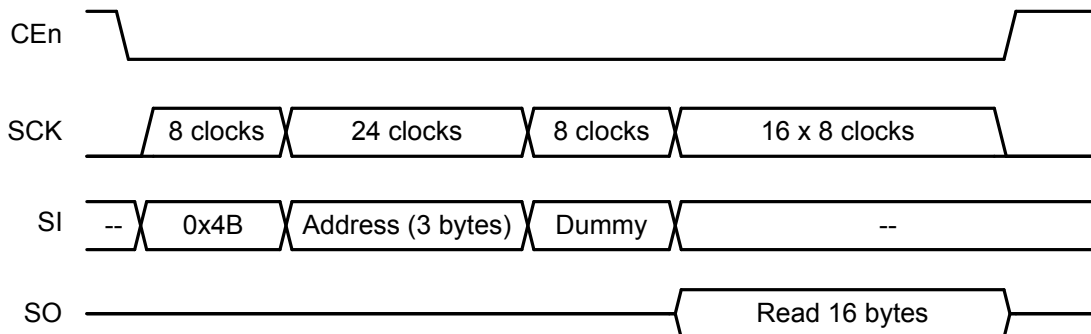 CEn
SCK 8 clocks 24 clocks 8 clocks 16 x 8 clocks
SI -- 0x4B Address (3 bytes) Dummy --
SO Read 16 bytes